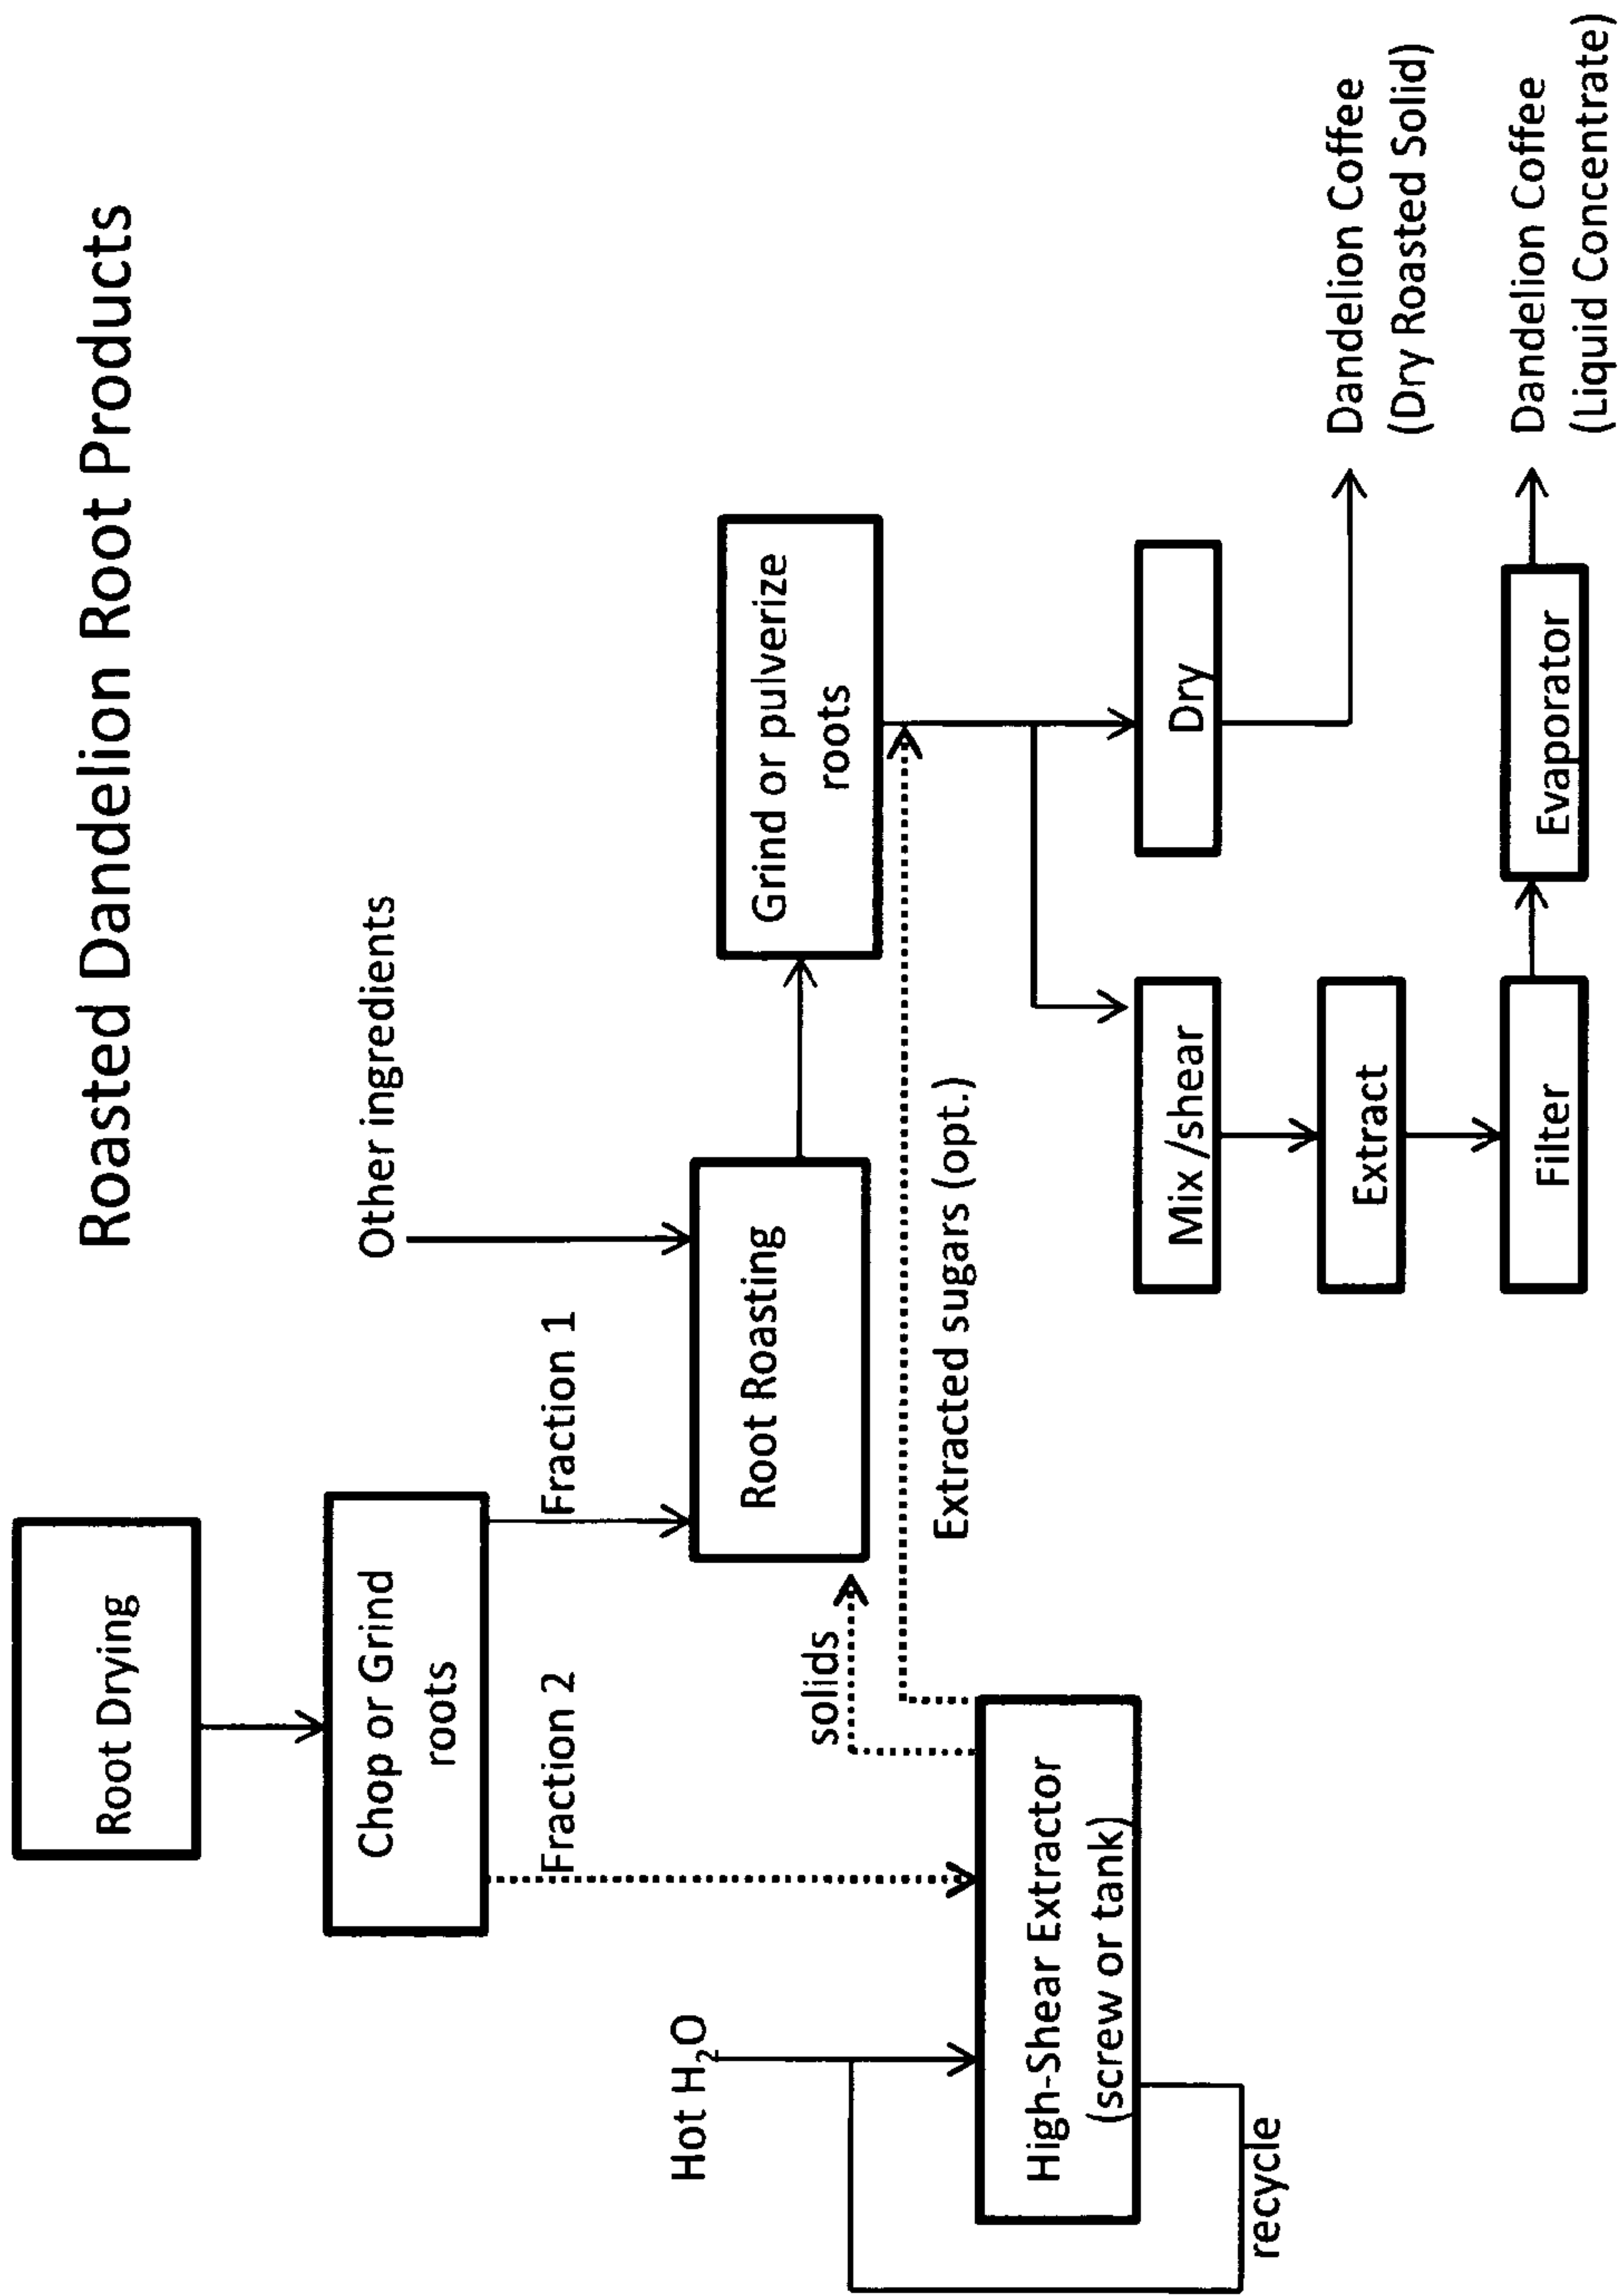 Roasted Dandelion Root Products
Root Drying
Chop or Grind
roots
Other ingredients
Fraction 2
Fraction 1
Hot H₂O
Root Roasting
Grind or pulverize
roots
solids
Extracted sugars (opt.)
High-Shear Extractor
(screw or tank)
recycle
Mix /shear
Dry
Extract
Dandelion Coffee
(Dry Roasted Solid)
Filter
Evaporator
Dandelion Coffee
(Liquid Concentrate)